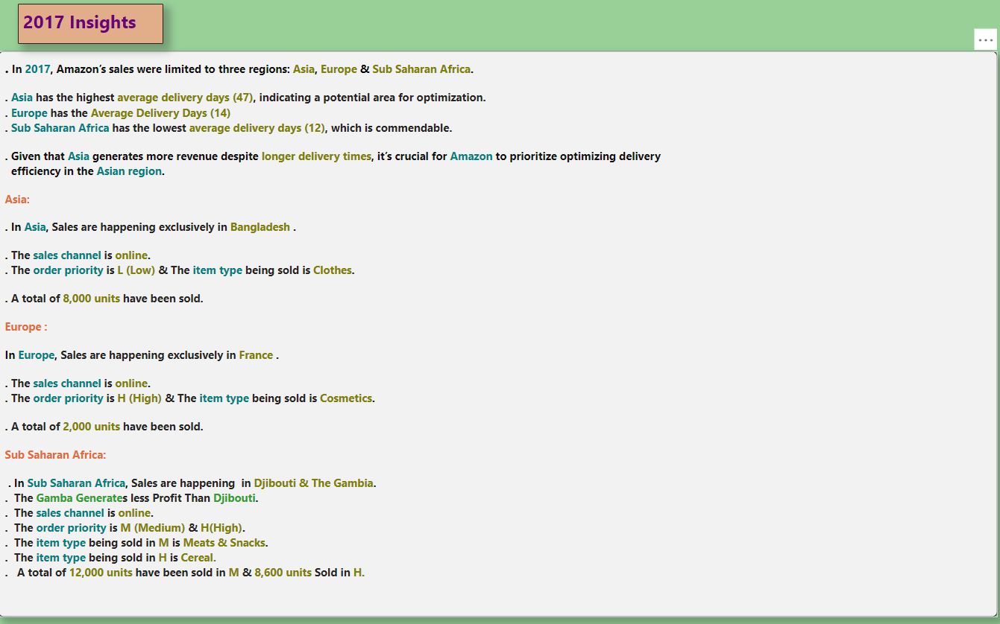 2017 Insights
. In 2017, Amazon’s sales were limited to three regions: Asia, Europe & Sub Saharan Africa.
. Asia has the highest average delivery days (47), indicating a potential area for optimization.
. Europe has the Average Delivery Days (14)
. Sub Saharan Africa has the lowest average delivery days (12), which is commendable.
. Given that Asia generates more revenue despite longer delivery times, it’s crucial for Amazon to prioritize optimizing delivery
efficiency in the Asian region.
Asia:
. In Asia, Sales are happening exclusively in Bangladesh .
. The sales channel is online.
. The order priority is L (Low) & The item type being sold is Clothes.
. A total of 8,000 units have been sold.
Europe :
In Europe, Sales are happening exclusively in France .
. The sales channel is online.
. The order priority is H (High) & The item type being sold is Cosmetics.
. A total of 2,000 units have been sold.
Sub Saharan Africa:
. In Sub Saharan Africa, Sales are happening  in Djibouti & The Gambia.
.  The Gamba Generates less Profit Than Djibouti.
.  The sales channel is online.
.  The order priority is M (Medium) & H(High).
.  The item type being sold in M is Meats & Snacks.
.  The item type being sold in H is Cereal.
.   A total of 12,000 units have been sold in M & 8,600 units Sold in H.